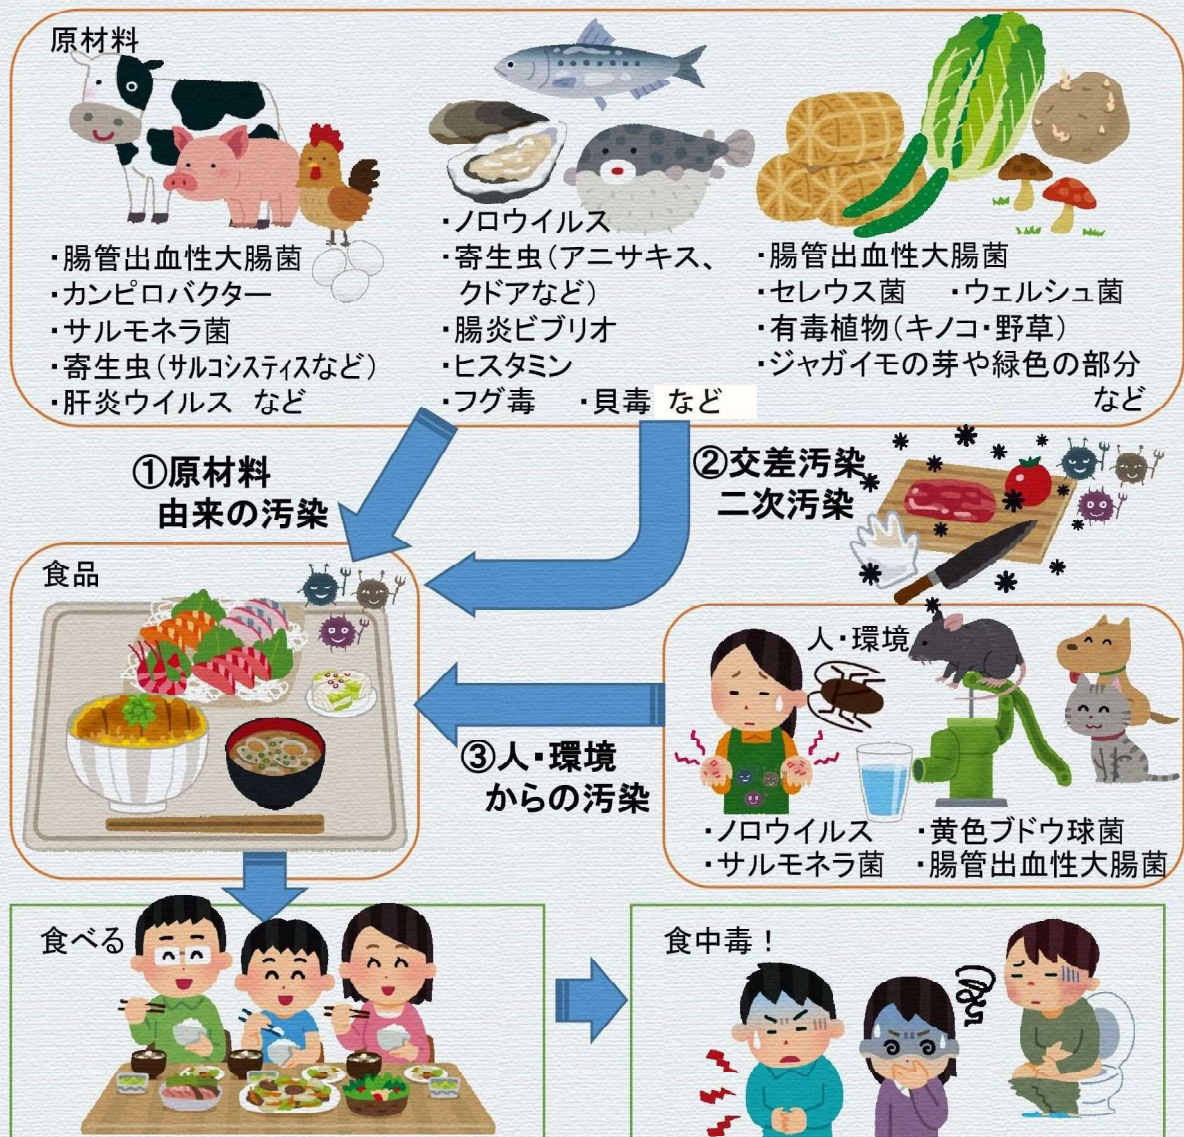 原材料
・腸管出血性大腸菌
・カンピロバクター
・サルモネラ菌
・寄生虫(サルコシスティスなど)
・肝炎ウイルス など
・ノロウイルス
・寄生虫(アニサキス、
クドアなど)
・腸炎ビブリオ
・ヒスタミン
・フグ毒 ・貝毒 など
・腸管出血性大腸菌
・セレウス菌 ・ウェルシュ菌
・有毒植物(キノコ・野草)
・ジャガイモの芽や緑色の部分
など
①原材料
由来の汚染
②交差汚染
二次汚染
食品
人・環境
③人・環境
からの汚染
・ノロウイルス ・黄色ブドウ球菌
・サルモネラ菌 ・腸管出血性大腸菌
食べる
食中毒!